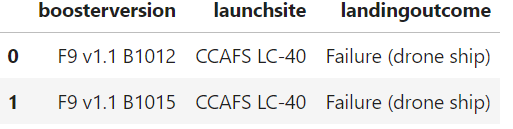 boosterversion launchsite landingoutcome
0 F9 v1.1 B1012 CCAFS LC-40 Failure (drone ship)
1 F9 v1.1 B1015 CCAFS LC-40 Failure (drone ship)